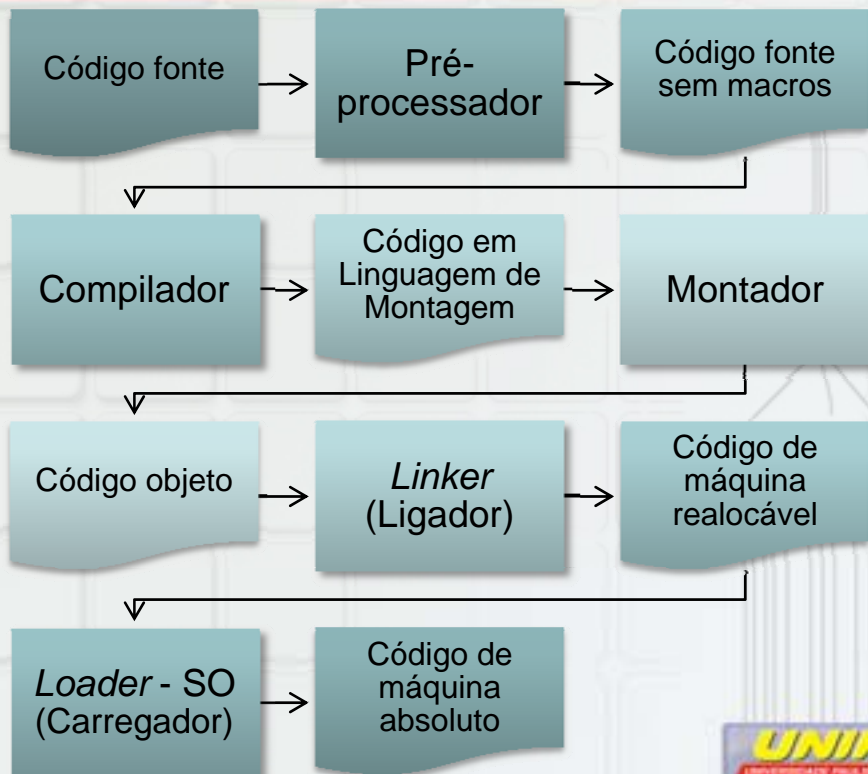 Código fonte
Pré-
processador
Código fonte
sem macros
Compilador
Código em
Linguagem de
Montagem
Montador
Código objeto
Linker
(Ligador)
Código de
máquina
realocável
Loader - SO
(Carregador)
Código de
máquina
absoluto